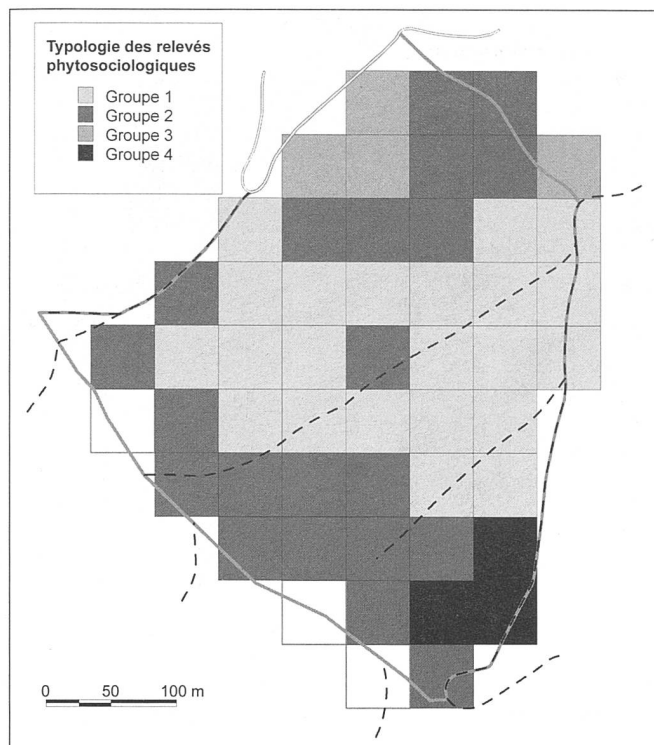 Typologie des relevés
phytosociologiques
Groupe 1
Groupe 2
Groupe 3
Groupe 4
0 50 100 m